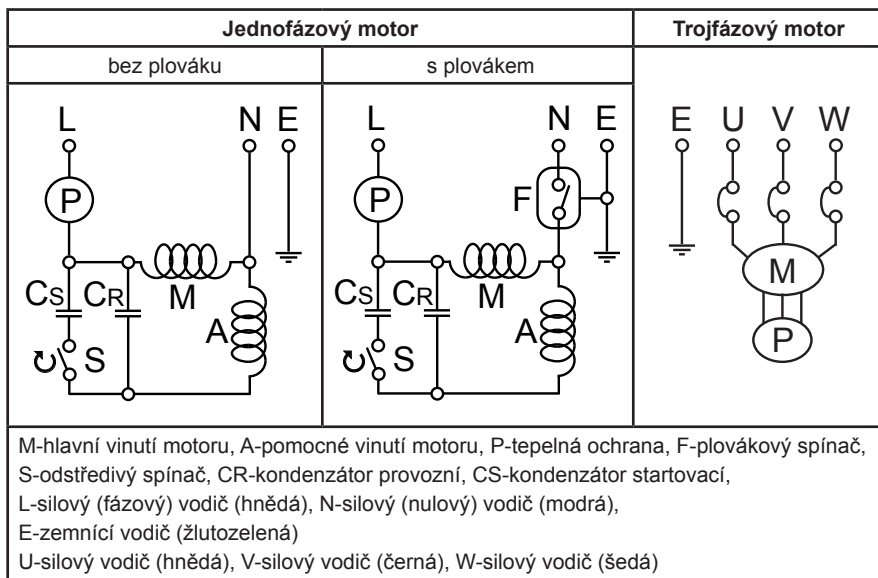 Jednofázový motor
Trojfázový motor
bez plováku
s plovákem
L N E
P
CS CR M
A
S
L N E
P
F
CS CR M
A
S
E U V W
M
P
M-hlavní vinutí motoru, A-pomocné vinutí motoru, P-tepelná ochrana, F-plovákový spínač,
S-odstředivý spínač, CR-kondenzátor provozní, CS-kondenzátor startovací,
L-silový (fázový) vodič (hnědá), N-silový (nulový) vodič (modrá),
E-zemnící vodič (žlutozelená)
U-silový vodič (hnědá), V-silový vodič (černá), W-silový vodič (šedá)